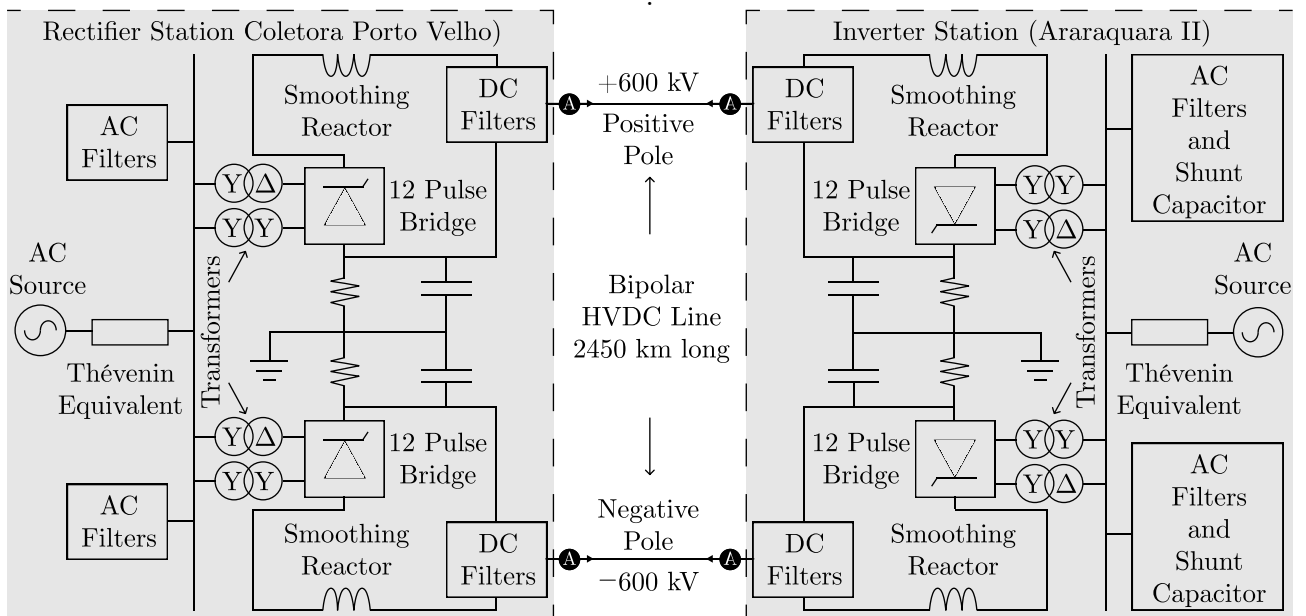 Rectifier Station Coletora Porto Velho)
AC
Filters
Smoothing
Reactor
DC
Filters
A
Y Δ
Y Y
12 Pulse
Bridge
AC
Source
Thévenin
Equivalent
Transformers
Y Δ
Y Y
12 Pulse
Bridge
AC
Filters
Smoothing
Reactor
DC
Filters
A
+600 kV
Positive
Pole
Bipolar
HVDC Line
2450 km long
Negative
Pole
−600 kV
Inverter Station (Araraquara II)
A
DC
Filters
Smoothing
Reactor
AC
Filters
and
Shunt
Capacitor
12 Pulse
Bridge
Y Y
Y Δ
Transformers
AC
Source
Thévenin
Equivalent
12 Pulse
Bridge
Y Y
Y Δ
A
DC
Filters
Smoothing
Reactor
AC
Filters
and
Shunt
Capacitor